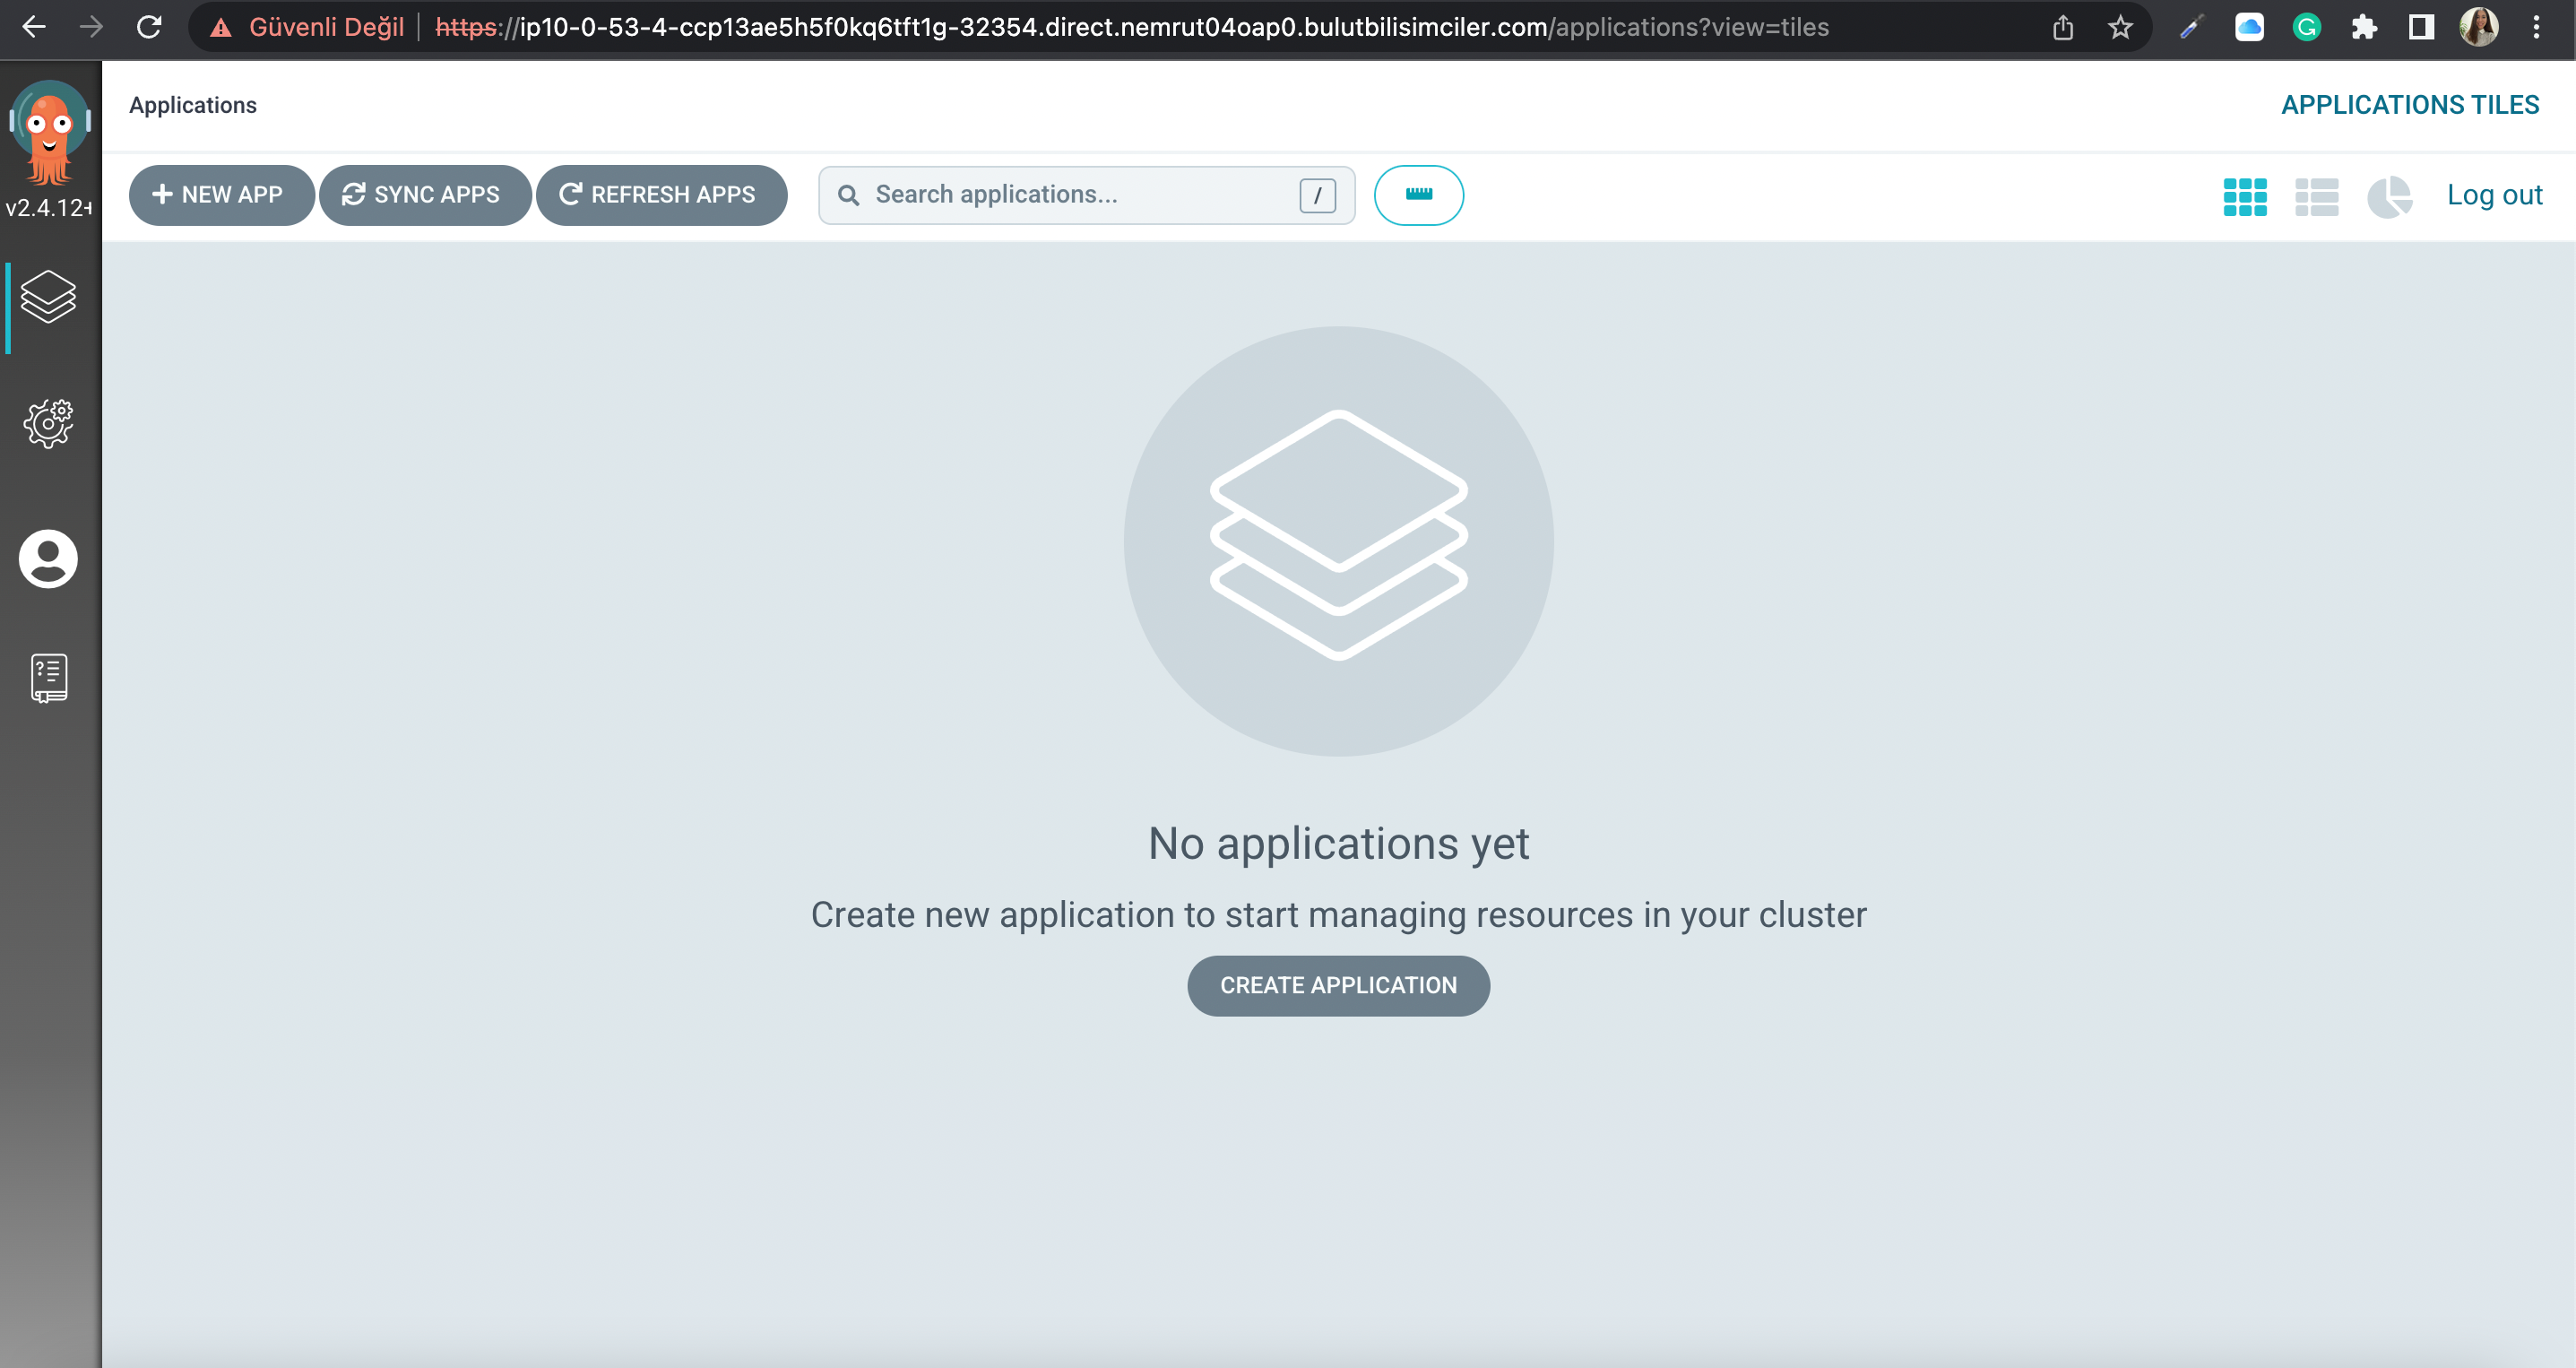 Güvenli Değil
https://ip10-0-53-4-ccp13ae5h5f0kq6tft1g-32354.direct.nemrut04oap0.bulutbilisimciler.com/applications?view=tiles
Applications
APPLICATIONS TILES
v2.4.12+
NEW APP
SYNC APPS
REFRESH APPS
Search applications...
/
Log out
No applications yet
Create new application to start managing resources in your cluster
CREATE APPLICATION